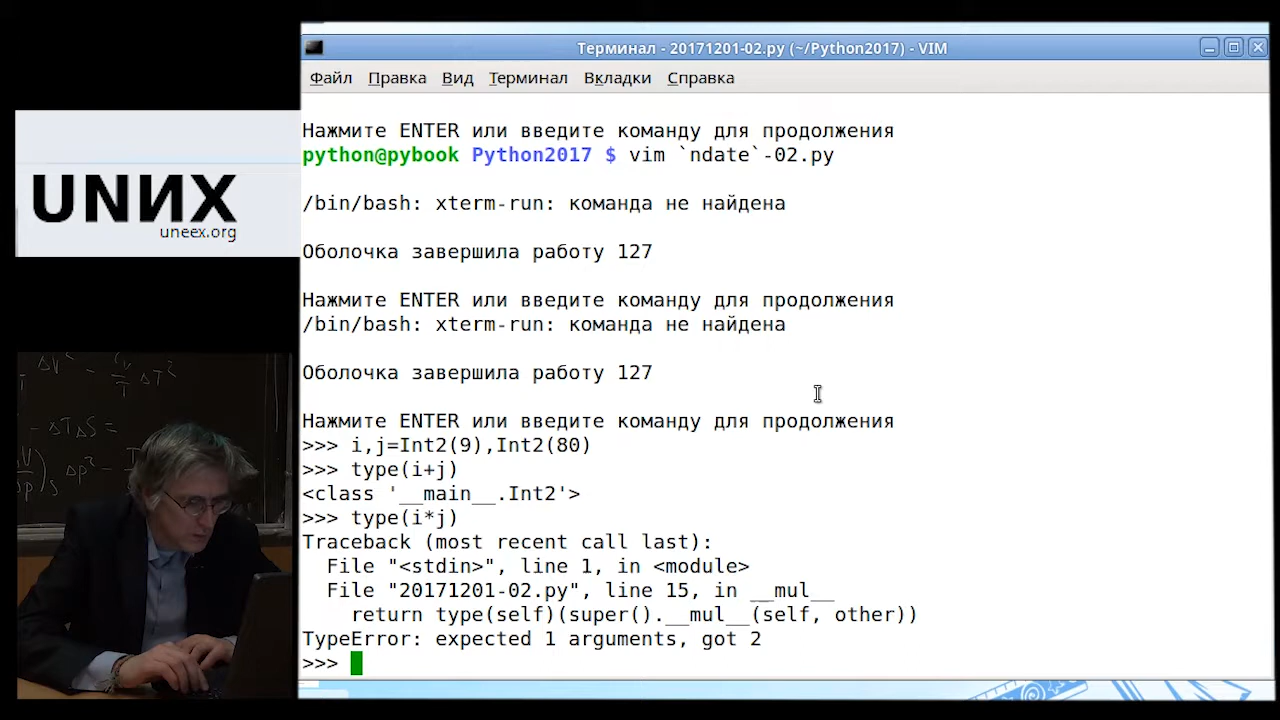 Терминал - 20171201-02.py (~/Python2017) - VIM
Файл Правка Вид Терминал Вкладки Справка
Нажмите ENTER или введите команду для продолжения
python@pybook Python2017 $ vim `ndate`-02.py
/bin/bash: xterm-run: команда не найдена
Оболочка завершила работу 127
Нажмите ENTER или введите команду для продолжения
/bin/bash: xterm-run: команда не найдена
Оболочка завершила работу 127
Нажмите ENTER или введите команду для продолжения
>>> i,j=Int2(9),Int2(80)
>>> type(i+j)
<class '__main__.Int2'>
>>> type(i*j)
Traceback (most recent call last):
  File "<stdin>", line 1, in <module>
  File "20171201-02.py", line 15, in __mul__
    return type(self)(super().__mul__(self, other))
TypeError: expected 1 arguments, got 2
>>>
UNИX
uneex.org